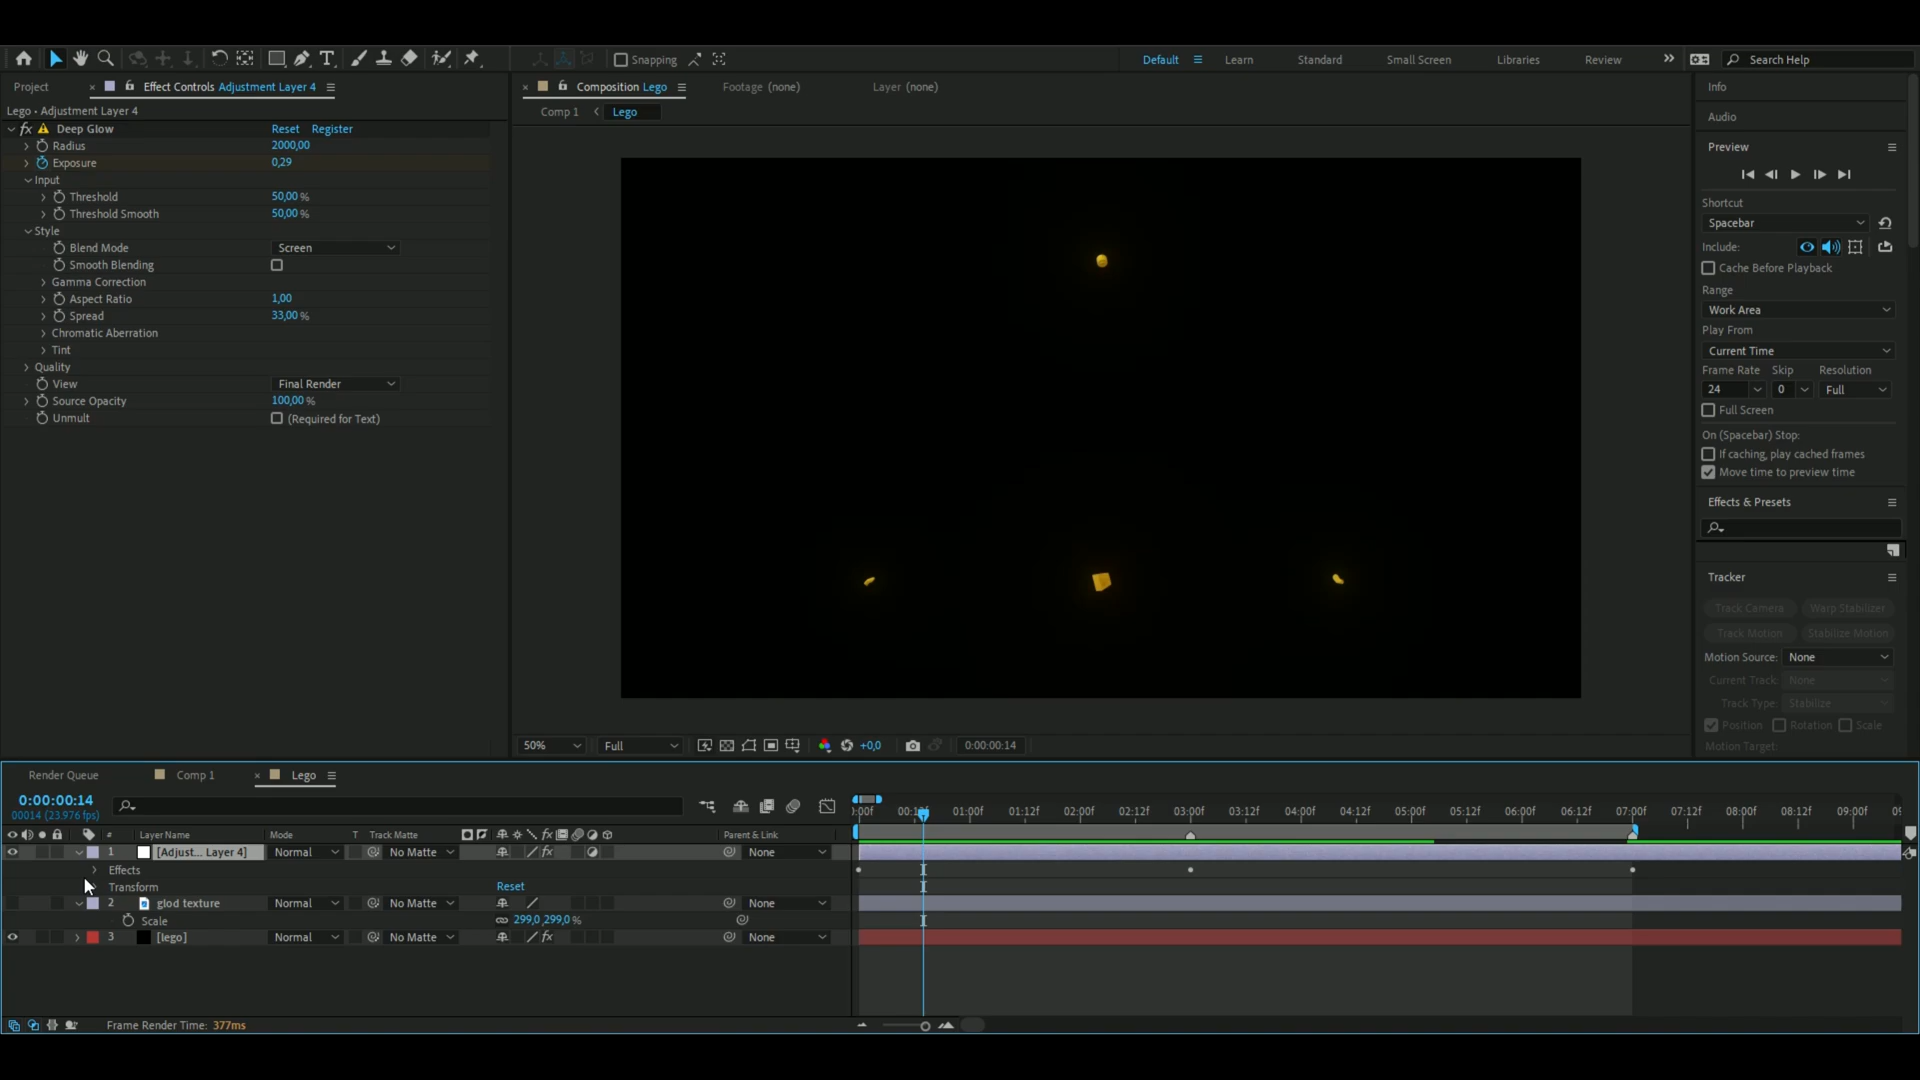 Snapping
Default
Learn
Standard
Small Screen
Libraries
Review
Search Help
Project
Effect Controls Adjustment Layer 4
Composition Lego
Footage (none)
Layer (none)
Info
Lego • Adjustment Layer 4
Comp 1
Lego
Audio
fx Deep Glow Reset Register
Radius 2000,00
Exposure 0,29
Input
Threshold 50,00 %
Threshold Smooth 50,00 %
Style
Blend Mode Screen
Smooth Blending
Gamma Correction
Aspect Ratio 1,00
Spread 33,00 %
Chromatic Aberration
Tint
Quality
View Final Render
Source Opacity 100,00 %
Unmult (Required for Text)
Preview
Shortcut
Spacebar
Include:
Cache Before Playback
Range
Work Area
Play From
Current Time
Frame Rate Skip Resolution
24 0 Full
Full Screen
On (Spacebar) Stop:
If caching, play cached frames
Move time to preview time
Effects & Presets
Tracker
Track Camera Warp Stabilizer
Track Motion Stabilize Motion
Motion Source: None
Current Track: None
Track Type: Stabilize
Position Rotation Scale
Motion Target:
50% Full +0,0 0:00:00:14
Render Queue Comp 1 Lego
0:00:00:14
00014 (23.976 fps)
:00f 00:12f 01:00f 01:12f 02:00f 02:12f 03:00f 03:12f 04:00f 04:12f 05:00f 05:12f 06:00f 06:12f 07:00f 07:12f 08:00f 08:12f 09:00f
# Layer Name Mode T Track Matte fx Parent & Link
1 [Adjust... Layer 4] Normal No Matte fx None
Effects
Transform Reset
2 glod texture Normal No Matte None
Scale 299,0,299,0 %
3 [lego] Normal No Matte fx None
Frame Render Time: 377ms